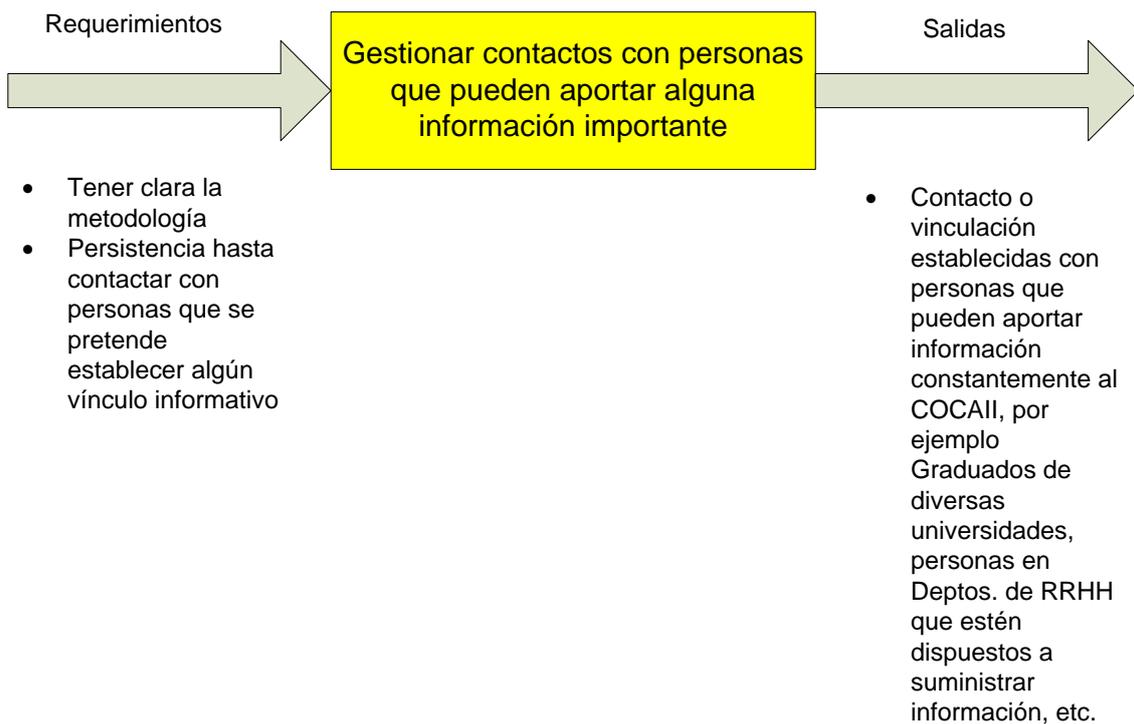 Requerimientos
Gestionar contactos con personas
que pueden aportar alguna
información importante
Salidas
• Tener clara la
metodología
• Persistencia hasta
contactar con
personas que se
pretende
establecer algún
vínculo informativo
• Contacto o
vinculación
establecidas con
personas que
pueden aportar
información
constantemente al
COCAII, por
ejemplo
Graduados de
diversas
universidades,
personas en
Deptos. de RRHH
que estén
dispuestos a
suministrar
información, etc.